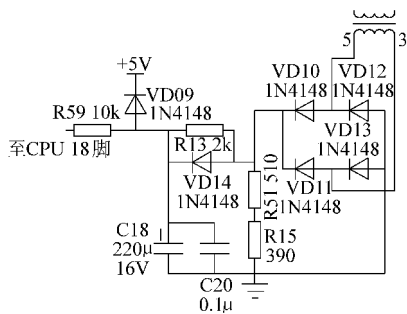 5 3
+5V
VD10 VD12
1N4148 1N4148
VD09
1N4148
R59 10k
R13 2k
VD13
1N4148
至CPU 18脚
VD14
1N4148
VD11
1N4148
R51 510
C18
220μ
16V
R15
390
C20
0.1μ